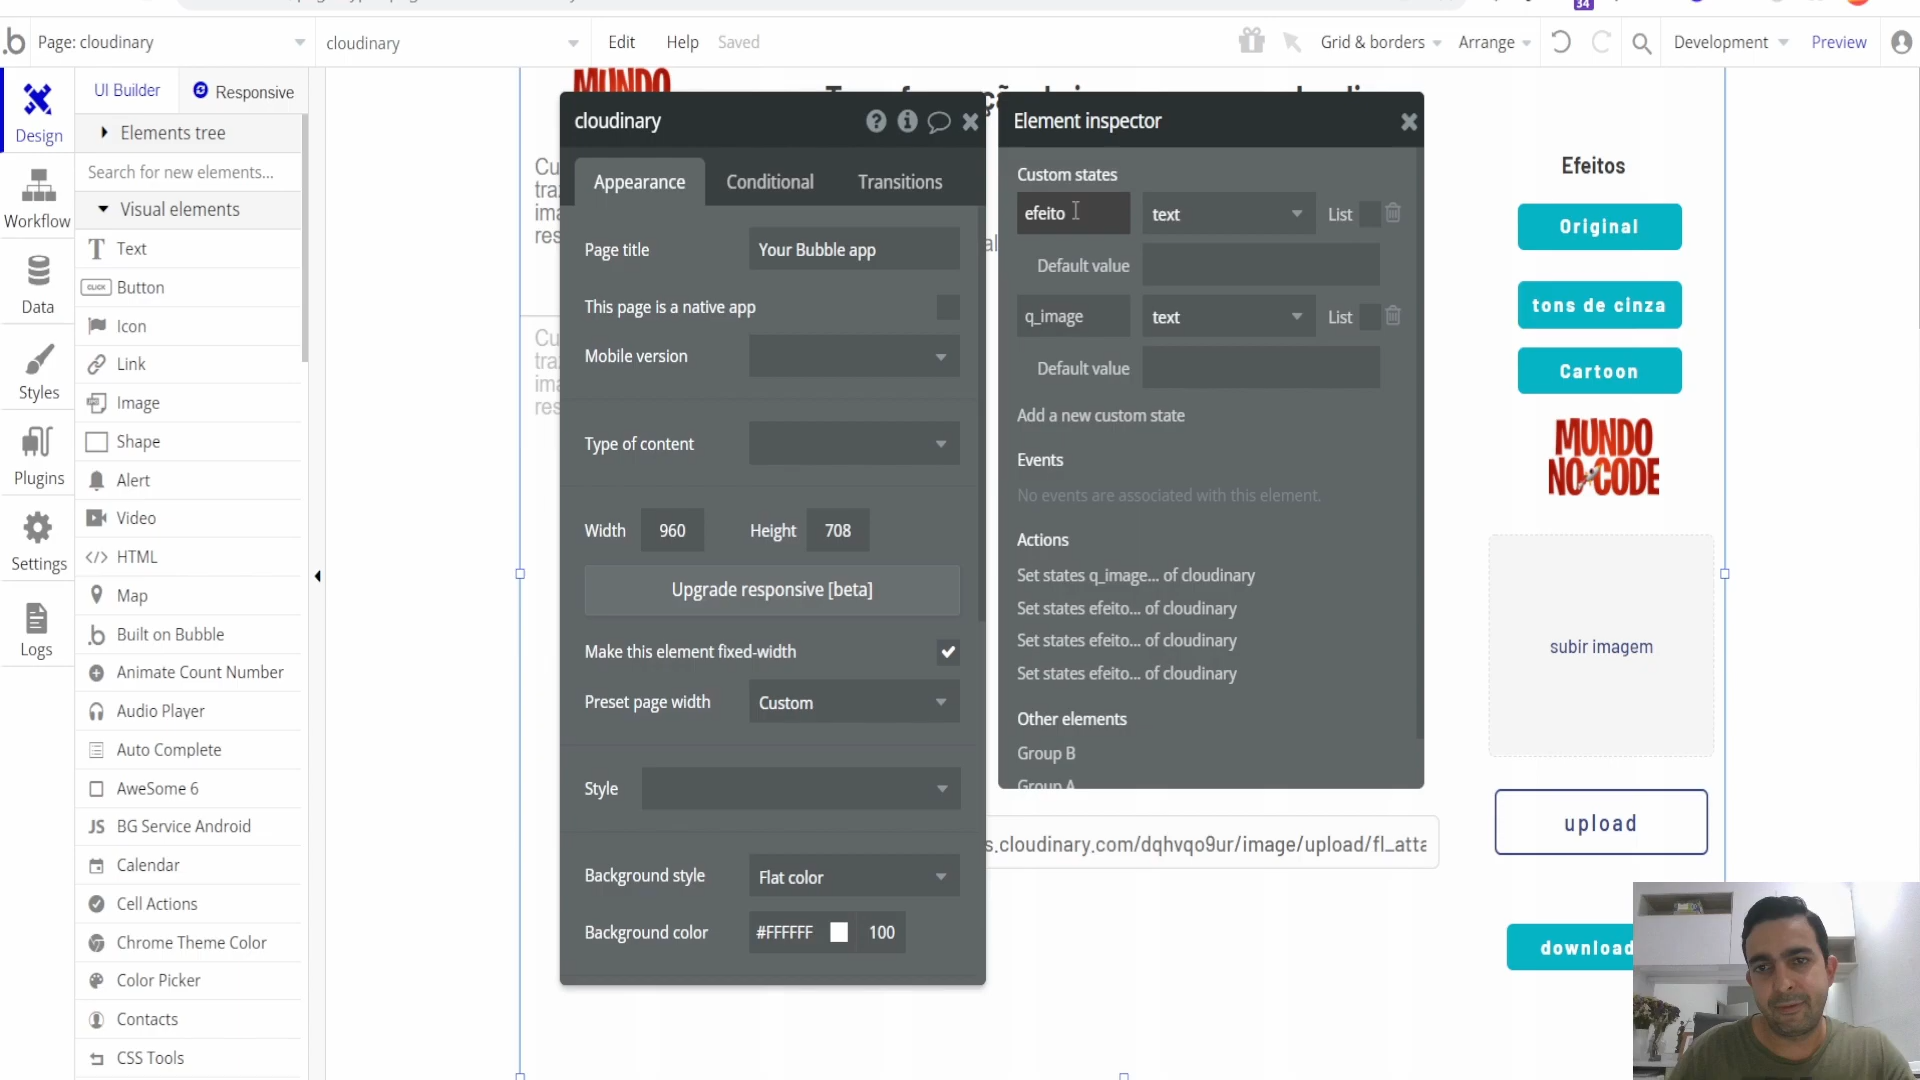 34
Page: cloudinary
cloudinary
Edit
Help
Saved
Grid & borders
Arrange
Development
Preview
Design
Workflow
Data
Styles
Plugins
Settings
Logs
UI Builder
Responsive
Elements tree
Search for new elements...
Visual elements
Text
CLICK
Button
Icon
Link
Image
Shape
Alert
Video
HTML
Map
Built on Bubble
Animate Count Number
Audio Player
Auto Complete
AweSome 6
JS BG Service Android
Calendar
Cell Actions
Chrome Theme Color
Color Picker
Contacts
CSS Tools
MUNDO
cloudinary
Appearance
Conditional
Transitions
Page title
Your Bubble app
This page is a native app
Mobile version
Type of content
Width 960
Height 708
Upgrade responsive [beta]
Make this element fixed-width
Preset page width
Custom
Style
Background style
Flat color
Background color
#FFFFFF
100
Element inspector
Custom states
efeito
text
List
Default value
q_image
text
List
Default value
Add a new custom state
Events
No events are associated with this element.
Actions
Set states q_image... of cloudinary
Set states efeito... of cloudinary
Set states efeito... of cloudinary
Set states efeito... of cloudinary
Other elements
Group B
Group A
s.cloudinary.com/dqhvqo9ur/image/upload/fl_atta
Efeitos
Original
tons de cinza
Cartoon
MUNDO
NO CODE
subir imagem
upload
download